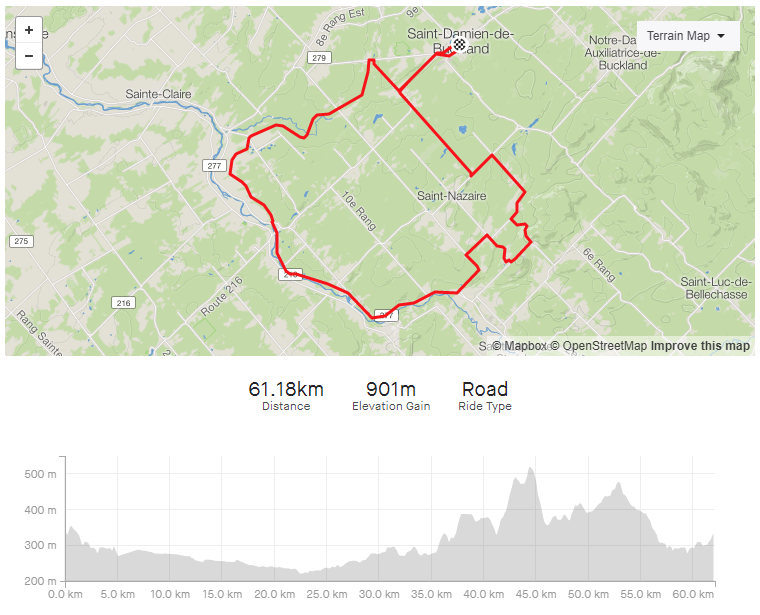 8e Rang Est
9e
Saint-Damien-de-
Buckland
Terrain Map
+
−
279
Notre-Da
Auxiliatrice-de-
Buckland
Sainte-Claire
277
Saint-Nazaire
10e Rang
275
216
Route 216
6e Rang
Saint-Luc-de-
Bellechasse
Rang Sainte
277
© Mapbox © OpenStreetMap Improve this map
61.18km
901m
Road
Distance
Elevation Gain
Ride Type
500 m
400 m
300 m
200 m
0.0 km
5.0 km
10.0 km
15.0 km
20.0 km
25.0 km
30.0 km
35.0 km
40.0 km
45.0 km
50.0 km
55.0 km
60.0 km